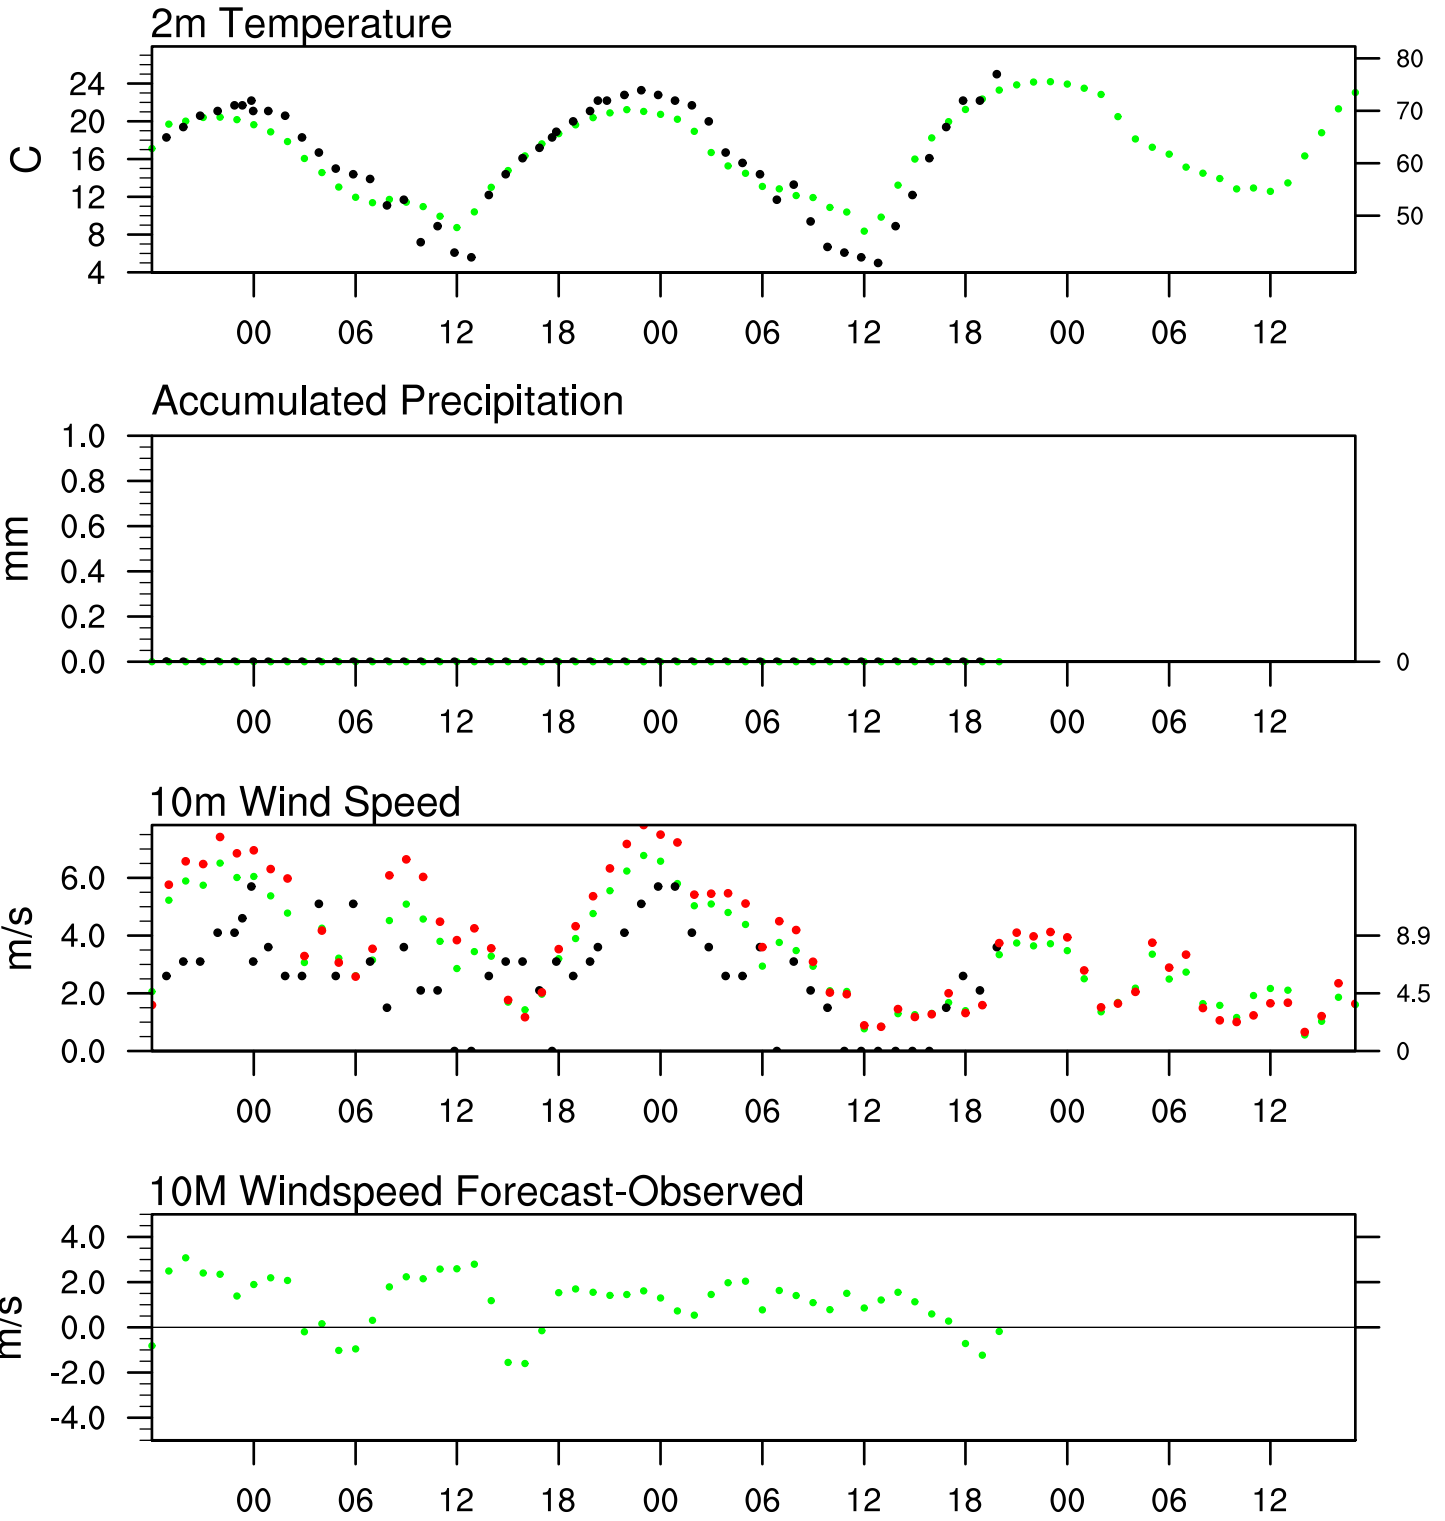 2m Temperature
80
24
70
20
C
16
60
12
50
8
4
00 06 12 18 00 06 12 18 00 06 12
Accumulated Precipitation
1.0
0.8
0.6
mm
0.4
0.2
0.0 0
00 06 12 18 00 06 12 18 00 06 12
10m Wind Speed
6.0
m/s
4.0 8.9
2.0 4.5
0.0 0
00 06 12 18 00 06 12 18 00 06 12
10M Windspeed Forecast-Observed
4.0
2.0
m/s
0.0
-2.0
-4.0
00 06 12 18 00 06 12 18 00 06 12